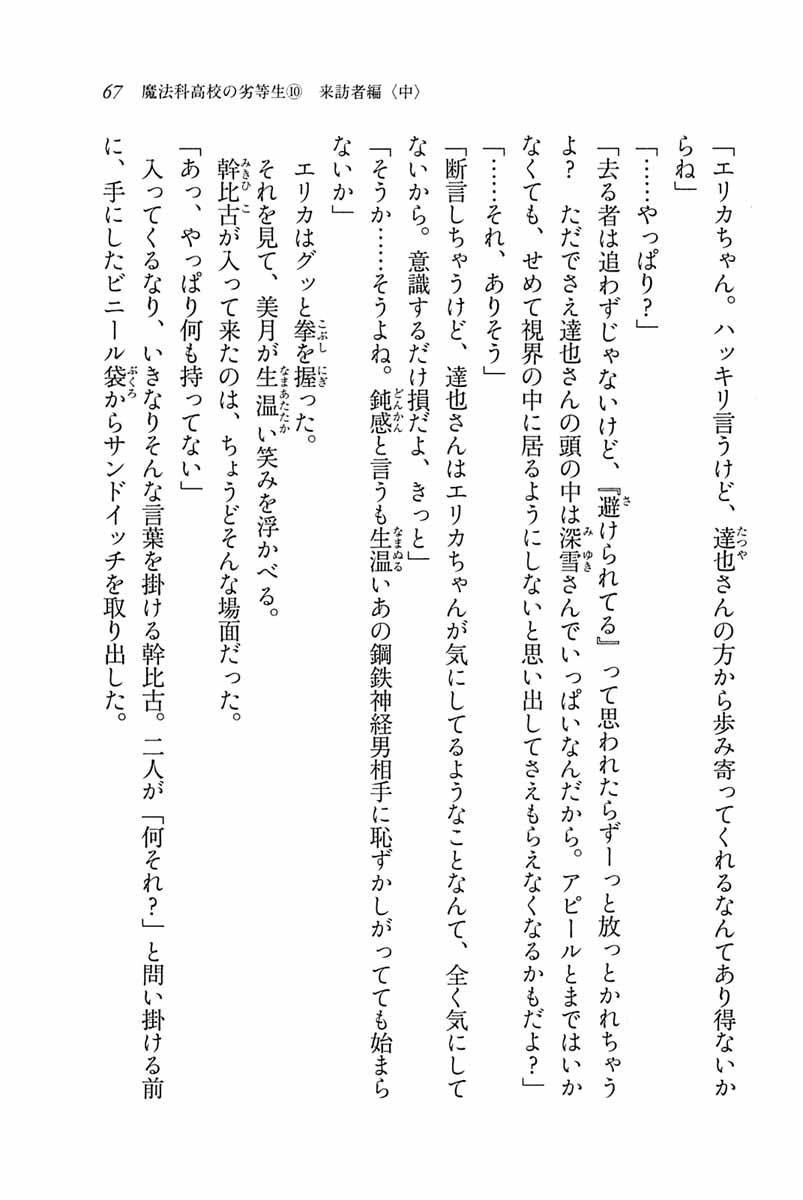 67　魔法科高校の劣等生⑩　来訪者編〈中〉
「エリカちゃん。ハッキリ言うけど、達也さんの方から歩み寄ってくれるなんてあり得ないか
らね」
「……やっぱり？」
「去る者は追わずじゃないけど、『避けられてる』って思われたらずーっと放っとかれちゃう
よ？　ただでさえ達也さんの頭の中は深雪さんでいっぱいなんだから。アピールとまではいか
なくても、せめて視界の中に居るようにしないと思い出してさえもらえなくなるかもだよ？」
「……それ、ありそう」
「断言しちゃうけど、達也さんはエリカちゃんが気にしてるようなことなんて、全く気にして
ないから。意識するだけ損だよ、きっと」
「そうか……そうよね。鈍感と言うも生温いあの鋼鉄神経男相手に恥ずかしがってても始まら
ないか」
　エリカはグッと拳を握った。
　それを見て、美月が生温い笑みを浮かべる。
　幹比古が入って来たのは、ちょうどそんな場面だった。
「あっ、やっぱり何も持ってない」
　入ってくるなり、いきなりそんな言葉を掛ける幹比古。二人が「何それ？」と問い掛ける前
に、手にしたビニール袋からサンドイッチを取り出した。